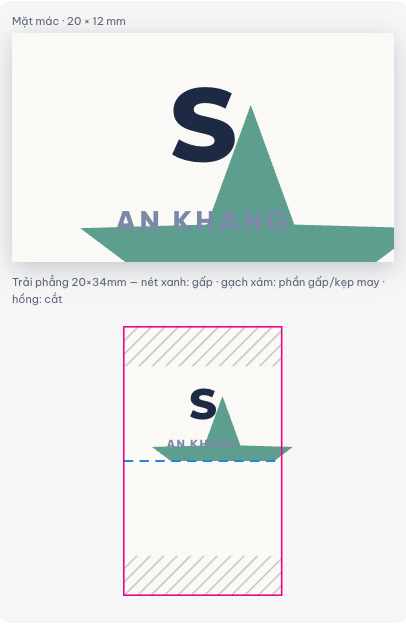 Mặt mác · 20 × 12 mm
S
AN KHANG
Trải phẳng 20×34mm — nét xanh: gấp · gạch xám: phần gấp/kẹp may ·
hồng: cắt
S
AN KHANG